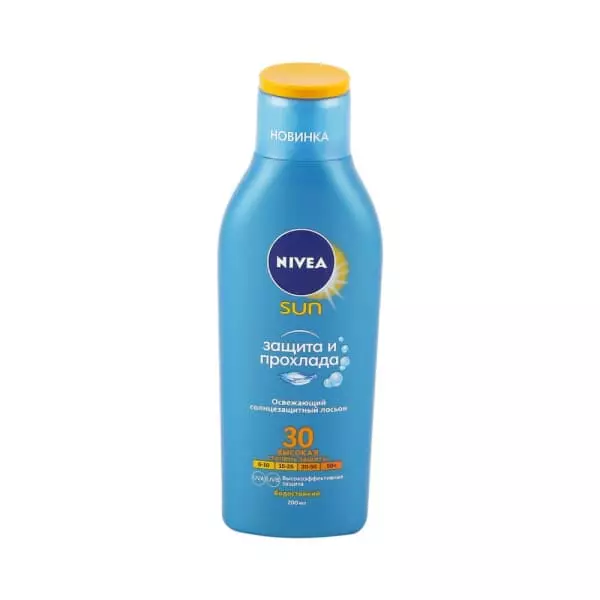 НОВИНКА
NIVEA
sun
защита и
прохлада
Освежающий
солнцезащитный лосьон
30
ВЫСОКАЯ
СТЕПЕНЬ ЗАЩИТЫ
6-10 15-25 30-50 50+
UVA UVB Высокоэффективная
защита
Водостойкий
200мл